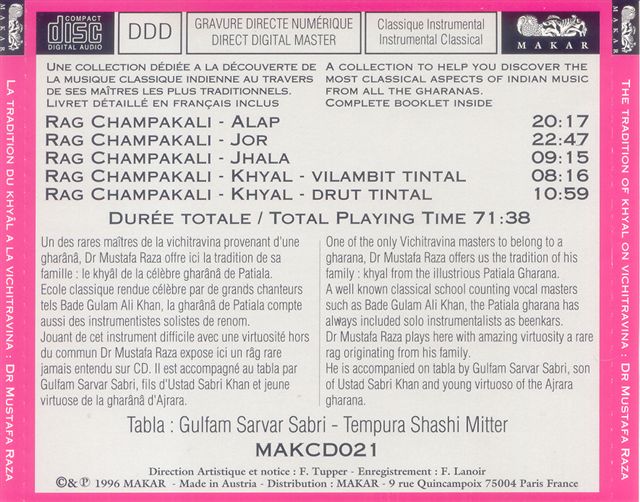 COMPACT
disc
DIGITAL AUDIO
DDD
GRAVURE DIRECTE NUMÉRIQUE
DIRECT DIGITAL MASTER
Classique Instrumental
Instrumental Classical
MAKAR
UNE COLLECTION DÉDIÉE A LA DÉCOUVERTE DE
LA MUSIQUE CLASSIQUE INDIENNE AU TRAVERS
DE SES MAÎTRES LES PLUS TRADITIONNELS.
LIVRET DÉTAILLÉ EN FRANÇAIS INCLUS
A COLLECTION TO HELP YOU DISCOVER THE
MOST CLASSICAL ASPECTS OF INDIAN MUSIC
FROM ALL THE GHARANAS.
COMPLETE BOOKLET INSIDE
RAG CHAMPAKALI - ALAP 20:17
RAG CHAMPAKALI - JOR 22:47
RAG CHAMPAKALI - JHALA 09:15
RAG CHAMPAKALI - KHYAL - VILAMBIT TINTAL 08:16
RAG CHAMPAKALI - KHYAL - DRUT TINTAL 10:59
DURÉE TOTALE / TOTAL PLAYING TIME 71:38
Un des rares maîtres de la vichitravina provenant d'une
gharânâ, Dr Mustafa Raza offre ici la tradition de sa
famille : le khyâl de la célèbre gharânâ de Patiala.
Ecole classique rendue célèbre par de grands chanteurs
tels Bade Gulam Ali Khan, la gharânâ de Patiala compte
aussi des instrumentistes solistes de renom.
Jouant de cet instrument difficile avec une virtuosité hors
du commun Dr Mustafa Raza expose ici un râg rare
jamais entendu sur CD. Il est accompagné au tabla par
Gulfam Sarvar Sabri, fils d'Ustad Sabri Khan et jeune
virtuose de la gharânâ d'Ajrara.
One of the only Vichitravina masters to belong to a
gharana, Dr Mustafa Raza offers us the tradition of his
family : khyal from the illustrious Patiala Gharana.
A well known classical school counting vocal masters
such as Bade Gulam Ali Khan, the Patiala gharana has
always included solo instrumentalists as beenkars.
Dr Mustafa Raza plays here with amazing virtuosity a rare
rag originating from his family.
He is accompanied on tabla by Gulfam Sarvar Sabri, son
of Ustad Sabri Khan and young virtuoso of the Ajrara
gharana.
Tabla : Gulfam Sarvar Sabri - Tempura Shashi Mitter
MAKCD021
Direction Artistique et notice : F. Tupper - Enregistrement : F. Lanoir
©&℗ 1996 MAKAR - Made in Austria - Distribution : MAKAR - 9 rue Quincampoix 75004 Paris France
MAKAR
LA TRADITION DU KHYÂL A LA VICHITRAVINA : DR MUSTAFA RAZA
MAKAR
THE TRADITION OF KHYAL ON VICHITRAVINA : DR MUSTAFA RAZA